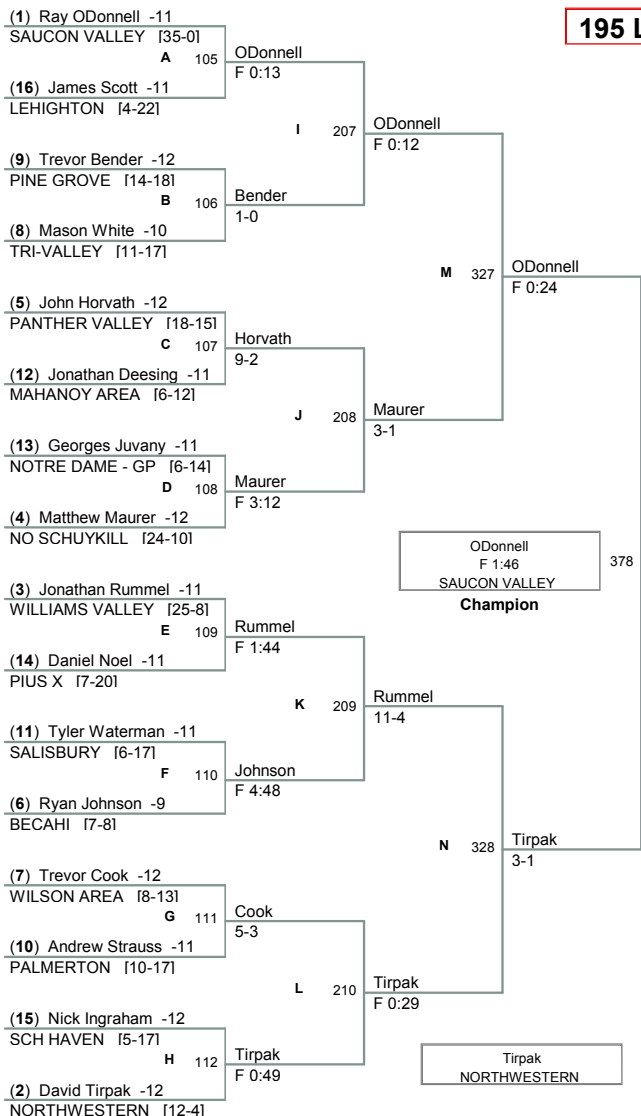 (1) Ray ODonnell -11
195 L
SAUCON VALLEY [35-0]
A 105
ODonnell
F 0:13
(16) James Scott -11
LEHIGHTON [4-22]
I 207
ODonnell
F 0:12
(9) Trevor Bender -12
PINE GROVE [14-18]
B 106
Bender
1-0
(8) Mason White -10
TRI-VALLEY [11-17]
M 327
ODonnell
F 0:24
(5) John Horvath -12
PANTHER VALLEY [18-15]
C 107
Horvath
9-2
(12) Jonathan Deesing -11
MAHANOY AREA [6-12]
J 208
Maurer
3-1
(13) Georges Juvany -11
NOTRE DAME - GP [6-14]
D 108
Maurer
F 3:12
(4) Matthew Maurer -12
NO SCHUYKILL [24-10]
ODonnell
F 1:46
SAUCON VALLEY
378
Champion
(3) Jonathan Rummel -11
WILLIAMS VALLEY [25-8]
E 109
Rummel
F 1:44
(14) Daniel Noel -11
PIUS X [7-20]
K 209
Rummel
11-4
(11) Tyler Waterman -11
SALISBURY [6-17]
F 110
Johnson
F 4:48
(6) Ryan Johnson -9
BECAHI [7-8]
N 328
Tirpak
3-1
(7) Trevor Cook -12
WILSON AREA [8-13]
G 111
Cook
5-3
(10) Andrew Strauss -11
PALMERTON [10-17]
L 210
Tirpak
F 0:29
(15) Nick Ingraham -12
SCH HAVEN [5-17]
H 112
Tirpak
F 0:49
(2) David Tirpak -12
NORTHWESTERN [12-4]
Tirpak
NORTHWESTERN